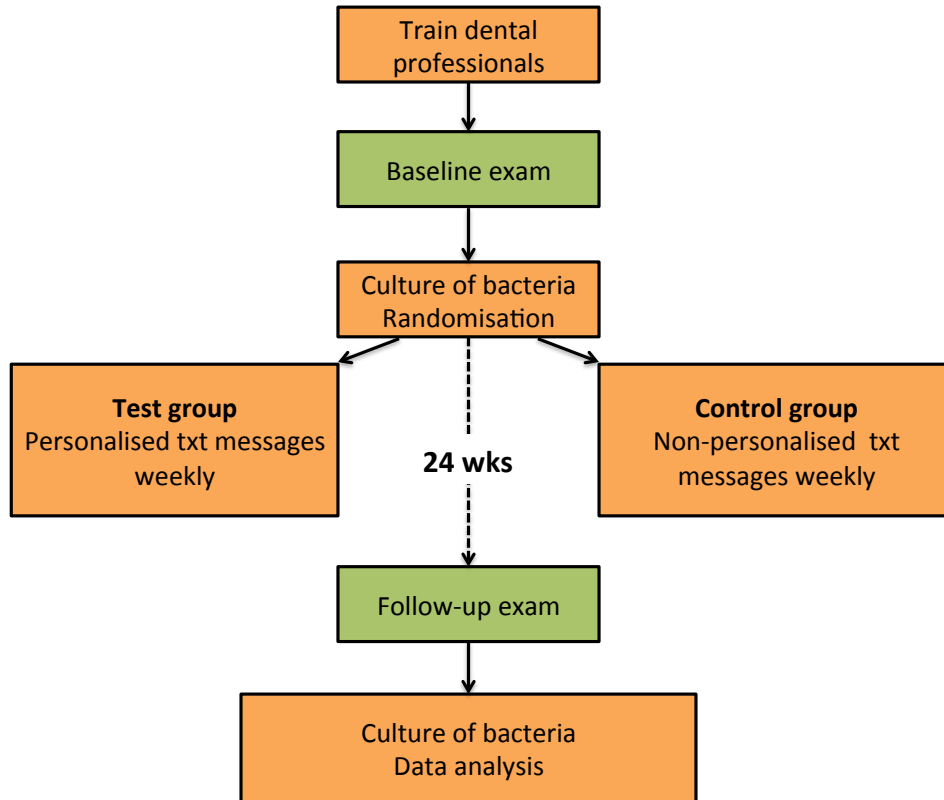 Train dental
professionals
Baseline exam
Culture of bacteria
Randomisation
Test group
Personalised txt messages
weekly
Control group
Non-personalised txt
messages weekly
24 wks
Follow-up exam
Culture of bacteria
Data analysis